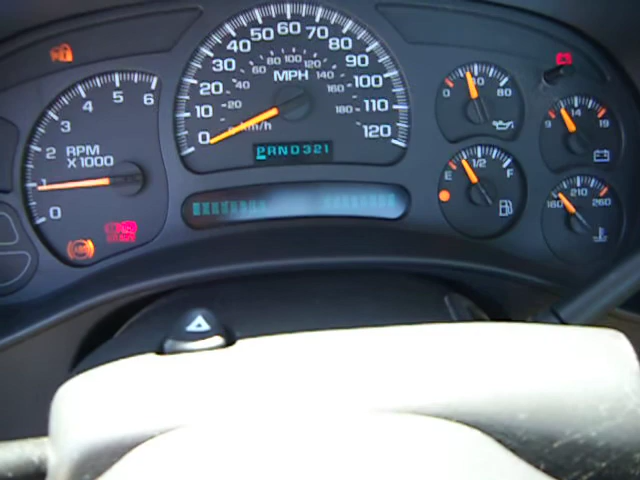 0 1 2 3 4 5 6
RPM
X1000
0 10 20 30 40 50 60 70 80 90 100 110 120
20 40 60 80 100 120 140 160 180
MPH
km/h
PRND321
0 40 80
9 14 19
E 1/2 F
160 210 260